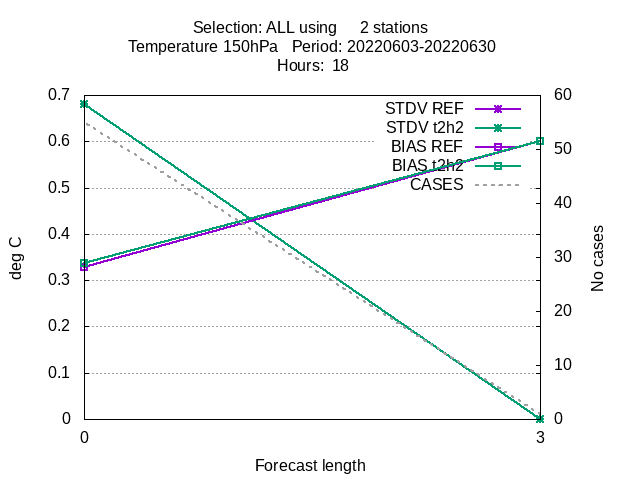 Selection: ALL using 2 stations
Temperature 150hPa Period: 20220603-20220630
Hours: 18
0.7
0.6
0.5
0.4
0.3
0.2
0.1
0
60
50
40
30
20
10
0
STDV REF
STDV t2h2
BIAS REF
BIAS t2h2
CASES
deg C
No cases
0
3
Forecast length